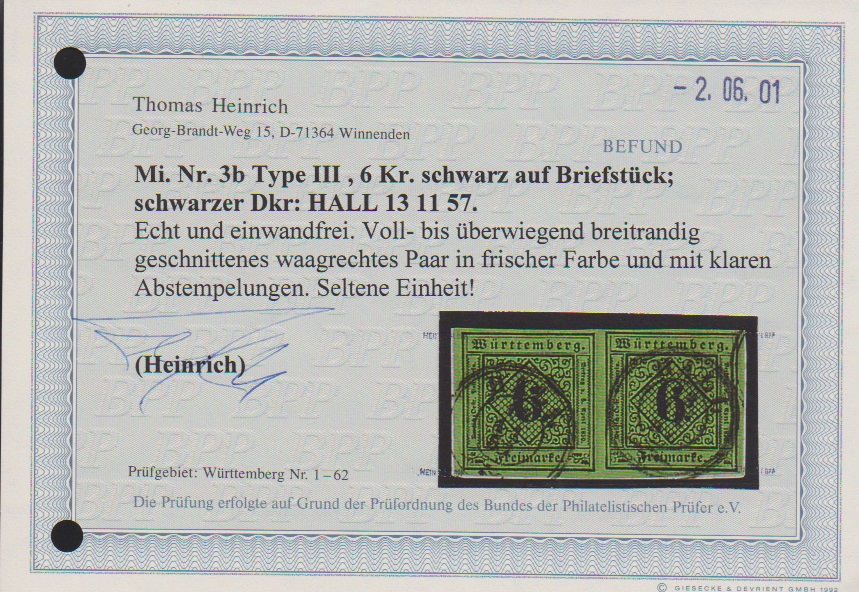 - 2. 06. 01
Thomas Heinrich
Georg-Brandt-Weg 15, D-71364 Winnenden
BEFUND
Mi. Nr. 3b Type III , 6 Kr. schwarz auf Briefstück;
schwarzer Dkr: HALL 13 11 57.
Echt und einwandfrei. Voll- bis überwiegend breitrandig
geschnittenes waagrechtes Paar in frischer Farbe und mit klaren
Abstempelungen. Seltene Einheit!
(Heinrich)
Württemberg. Württemberg.
6 6
Freimarke. Freimarke.
Prüfgebiet: Württemberg Nr. 1–62
Die Prüfung erfolgte auf Grund der Prüfordnung des Bundes der Philatelistischen Prüfer e.V.
© GIESECKE & DEVRIENT GMBH 1992